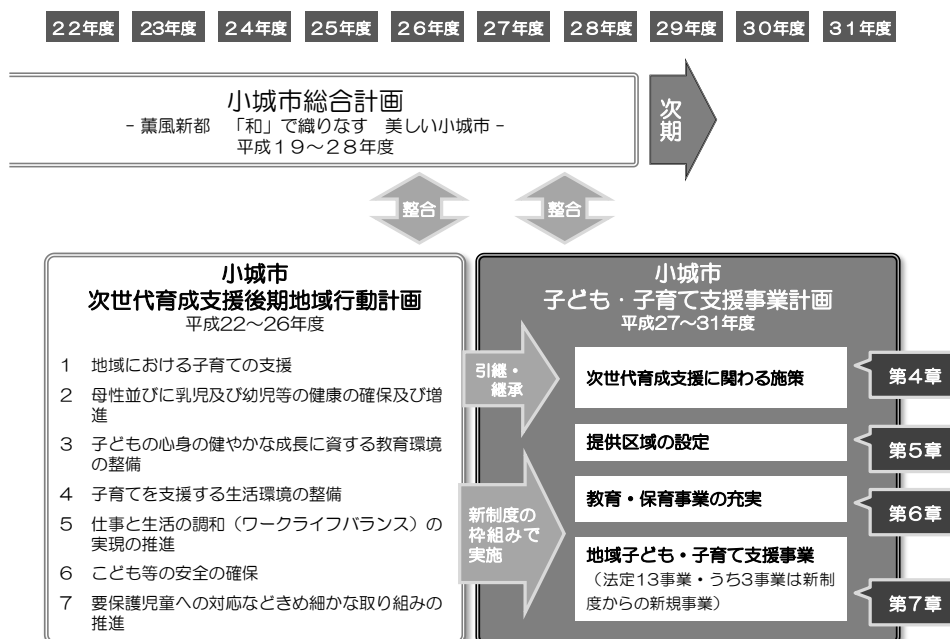 22年度 23年度 24年度 25年度 26年度 27年度 28年度 29年度 30年度 31年度
小城市総合計画
- 薫風新都 「和」で織りなす 美しい小城市 -
平成19～28年度
次期
整合
整合
小城市
次世代育成支援後期地域行動計画
平成22～26年度
1 地域における子育ての支援
2 母性並びに乳児及び幼児等の健康の確保及び増
進
3 子どもの心身の健やかな成長に資する教育環境
の整備
4 子育てを支援する生活環境の整備
5 仕事と生活の調和（ワークライフバランス）の
実現の推進
6 こども等の安全の確保
7 要保護児童への対応などきめ細かな取り組みの
推進
引継・
継承
新制度の
枠組みで
実施
小城市
子ども・子育て支援事業計画
平成27～31年度
次世代育成支援に関わる施策
第4章
提供区域の設定
第5章
教育・保育事業の充実
第6章
地域子ども・子育て支援事業
（法定13事業・うち3事業は新制
度からの新規事業）
第7章